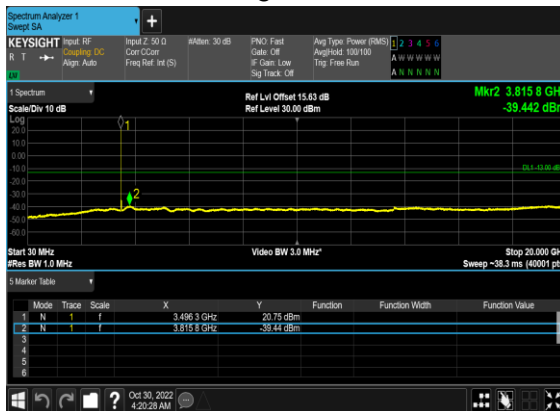 Spectrum Analyzer 1
Swept SA
KEYSIGHT
R T
LXI
Input: RF
Coupling: DC
Align: Auto
Input Z: 50 Ω
Corr CCorr
Freq Ref: Int (S)
#Atten: 30 dB
PNO: Fast
Gate: Off
IF Gain: Low
Sig Track: Off
Avg Type: Power (RMS)
Avg|Hold: 100/100
Trig: Free Run
1 2 3 4 5 6
A W W W W W
A N N N N N
1 Spectrum
Scale/Div 10 dB
Ref Lvl Offset 15.63 dB
Ref Level 30.00 dBm
Mkr2 3.815 8 GH
-39.442 dBr
Log
20.0
10.0
0.00
-10.0
-20.0
-30.0
-40.0
-50.0
-60.0
1
2
DL1 -13.00 dB
Start 30 MHz
#Res BW 1.0 MHz
Video BW 3.0 MHz*
Stop 20.000 GH
Sweep ~38.3 ms (40001 pt
5 Marker Table
Mode Trace Scale X Y Function Function Width Function Value
1 N 1 f 3.496 3 GHz 20.75 dBm
2 N 1 f 3.815 8 GHz -39.44 dBm
3
4
5
6
?
Oct 30, 2022
4:20:28 AM